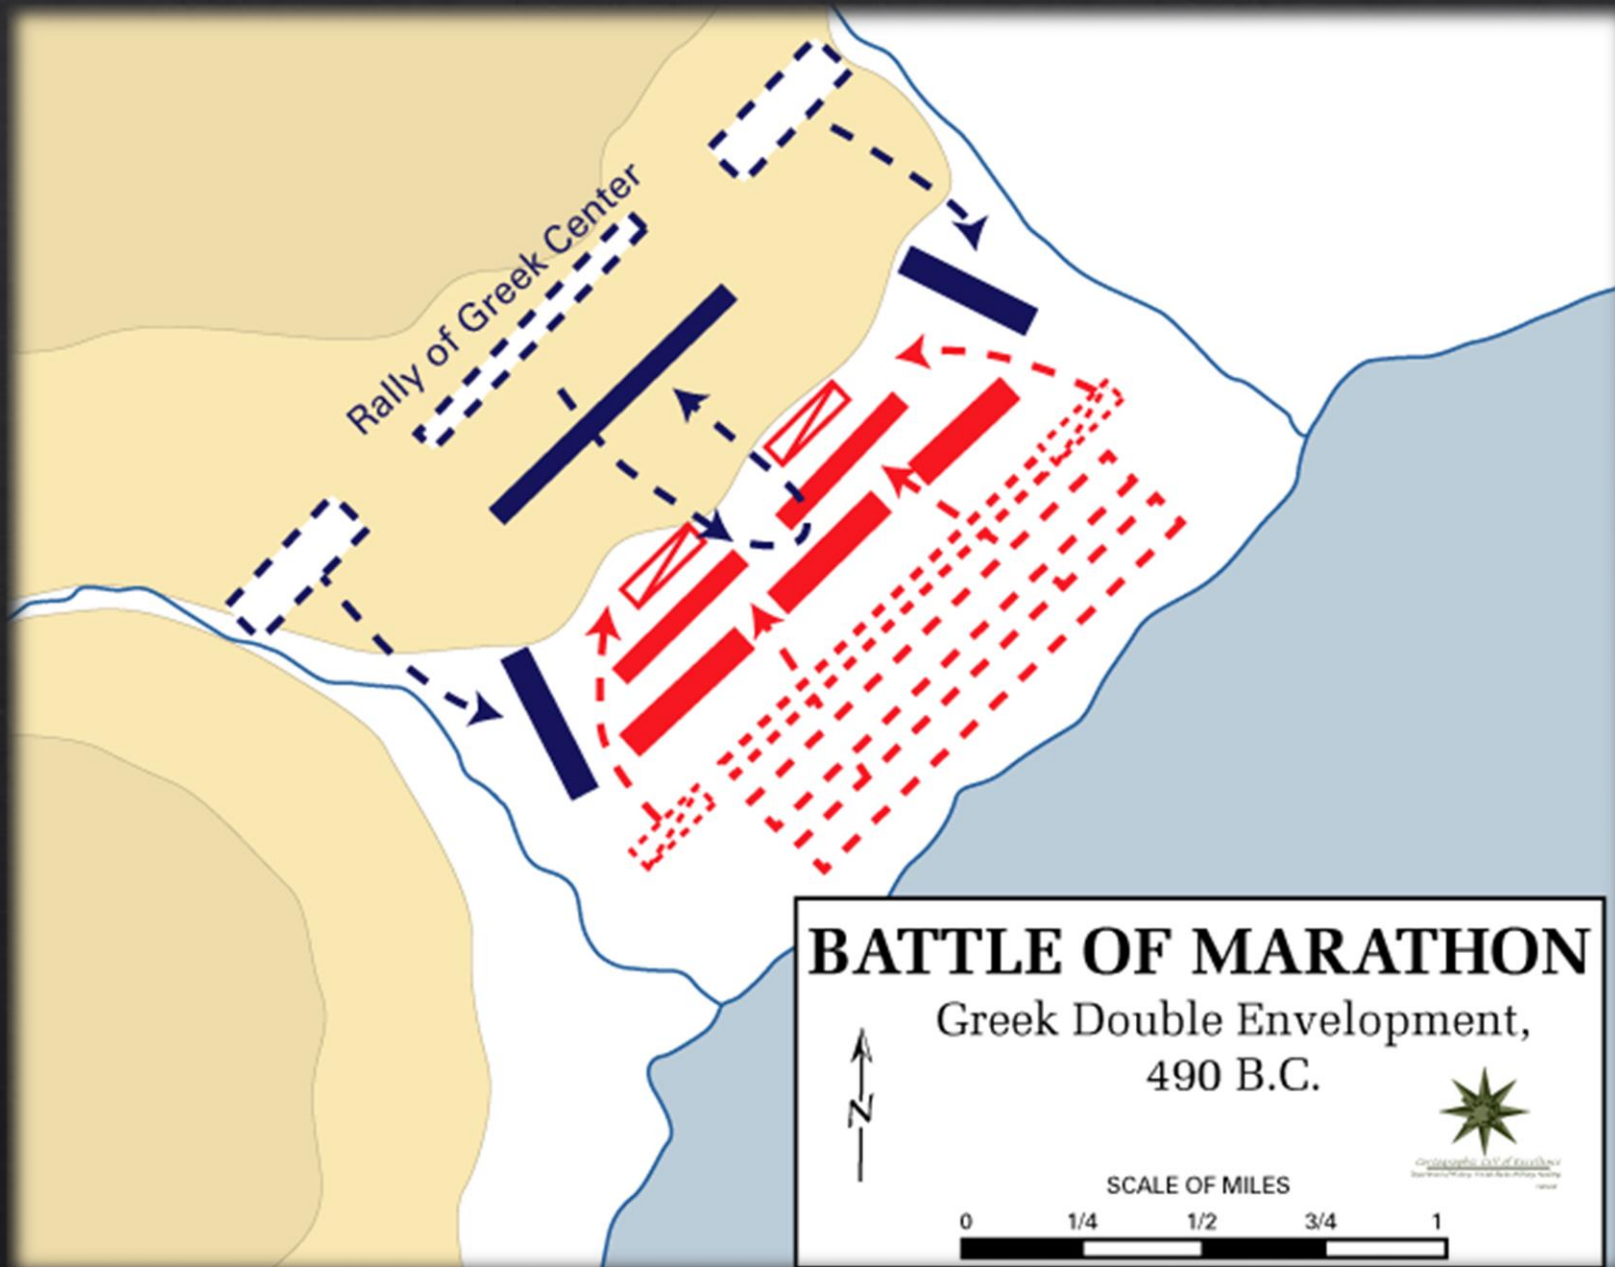 Rally of Greek Center
BATTLE OF MARATHON
Greek Double Envelopment,
490 B.C.
N
SCALE OF MILES
0 1/4 1/2 3/4 1